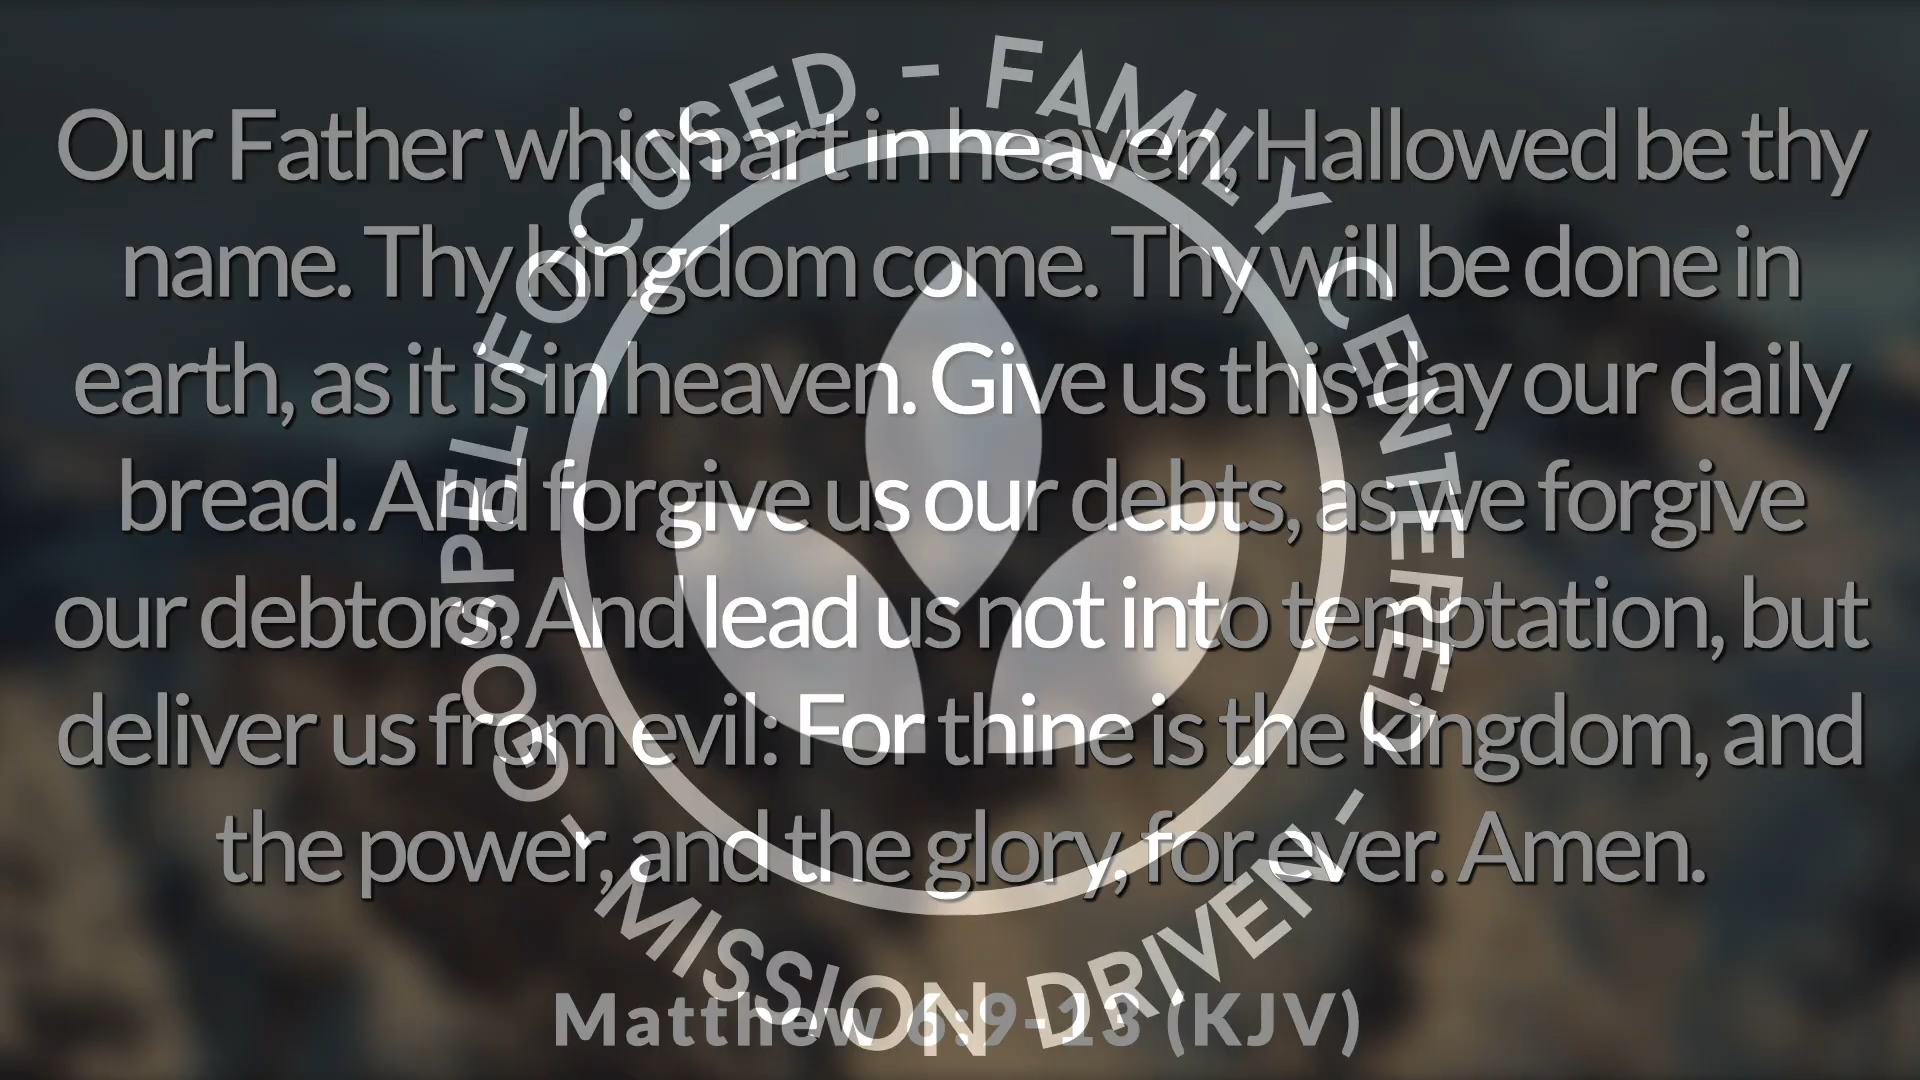 Our Father which art in heaven, Hallowed be thy
name. Thy kingdom come. Thy will be done in
earth, as it is in heaven. Give us this day our daily
bread. And forgive us our debts, as we forgive
our debtors. And lead us not into temptation, but
deliver us from evil: For thine is the kingdom, and
the power, and the glory, for ever. Amen.
Matthew 6:9-13 (KJV)
GOSPEL FOCUSED - FAMILY CENTERED - MISSION DRIVEN -